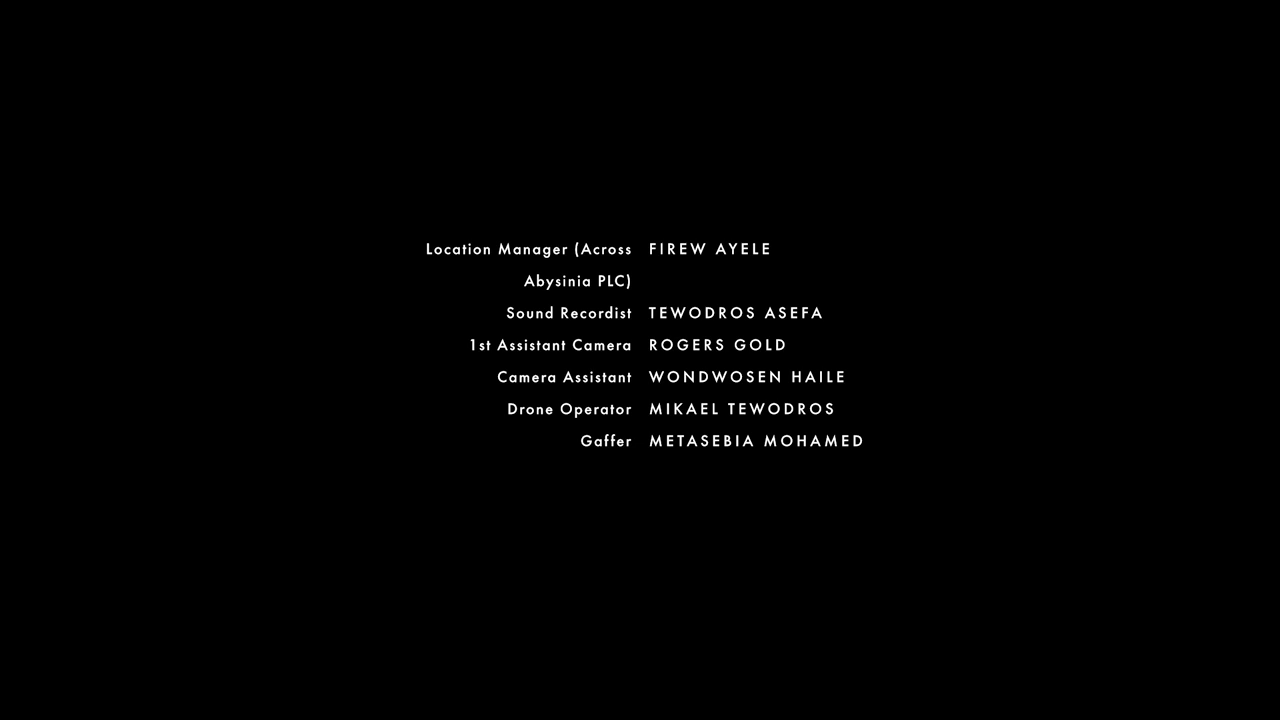 Location Manager (Across FIREW AYELE
Abysinia PLC)
Sound Recordist TEWODROS ASEFA
1st Assistant Camera ROGERS GOLD
Camera Assistant WONDWOSEN HAILE
Drone Operator MIKAEL TEWODROS
Gaffer METASEBIA MOHAMED